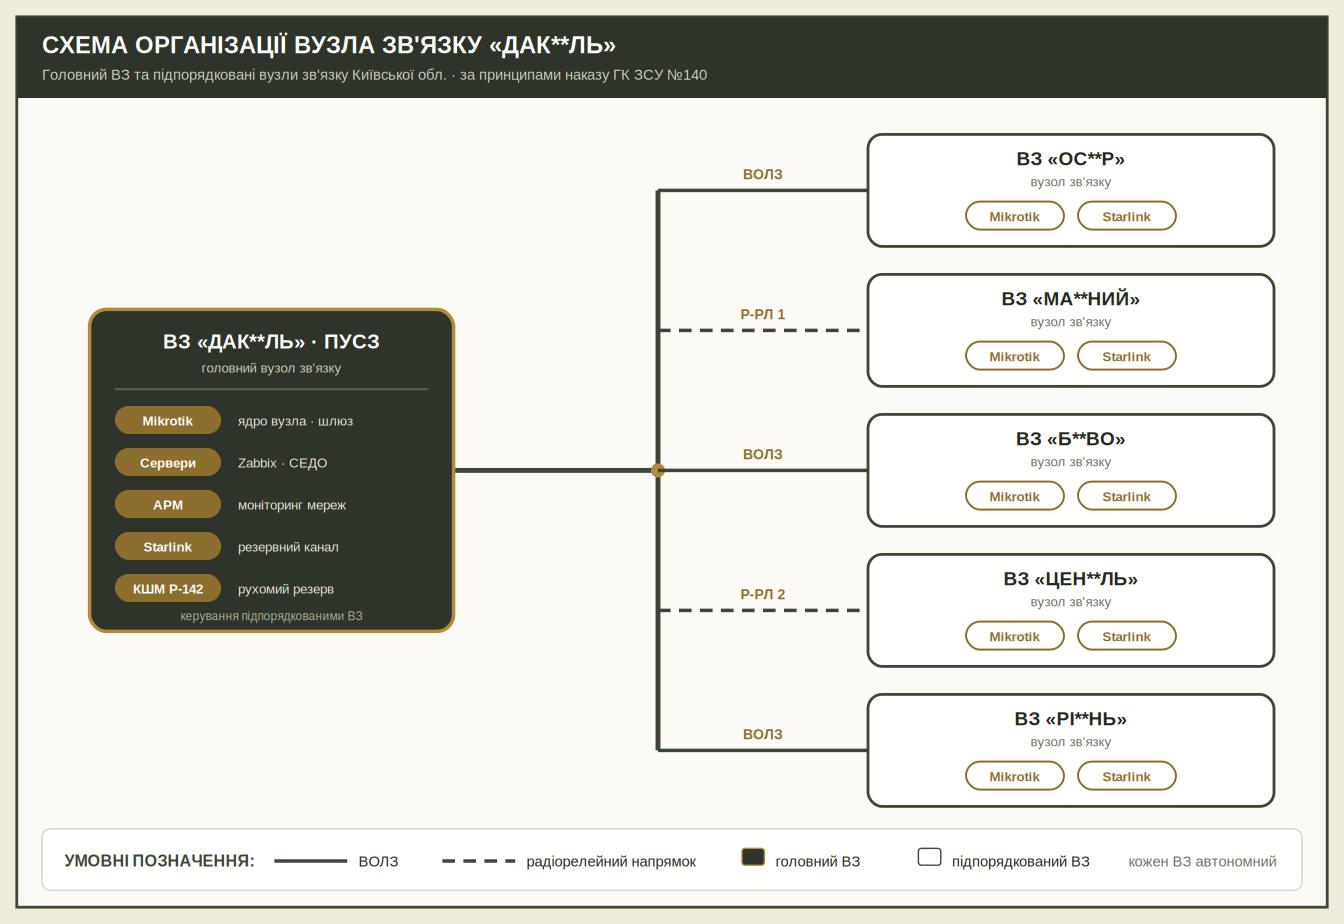 СХЕМА ОРГАНІЗАЦІЇ ВУЗЛА ЗВ'ЯЗКУ «ДАК**ЛЬ»
Головний ВЗ та підпорядковані вузли зв'язку Київської обл. · за принципами наказу ГК ЗСУ №140
ВЗ «ДАК**ЛЬ» · ПУСЗ
головний вузол зв'язку
Mikrotik ядро вузла · шлюз
Сервери Zabbix · СЕДО
АРМ моніторинг мереж
Starlink резервний канал
КШМ Р-142 рухомий резерв
керування підпорядкованими ВЗ
ВОЛЗ
ВЗ «ОС**Р»
вузол зв'язку
Mikrotik Starlink
Р-РЛ 1
ВЗ «МА**НИЙ»
вузол зв'язку
Mikrotik Starlink
ВОЛЗ
ВЗ «Б**ВО»
вузол зв'язку
Mikrotik Starlink
Р-РЛ 2
ВЗ «ЦЕН**ЛЬ»
вузол зв'язку
Mikrotik Starlink
ВОЛЗ
ВЗ «РІ**НЬ»
вузол зв'язку
Mikrotik Starlink
УМОВНІ ПОЗНАЧЕННЯ: ВОЛЗ радіорелейний напрямок головний ВЗ підпорядкований ВЗ кожен ВЗ автономний